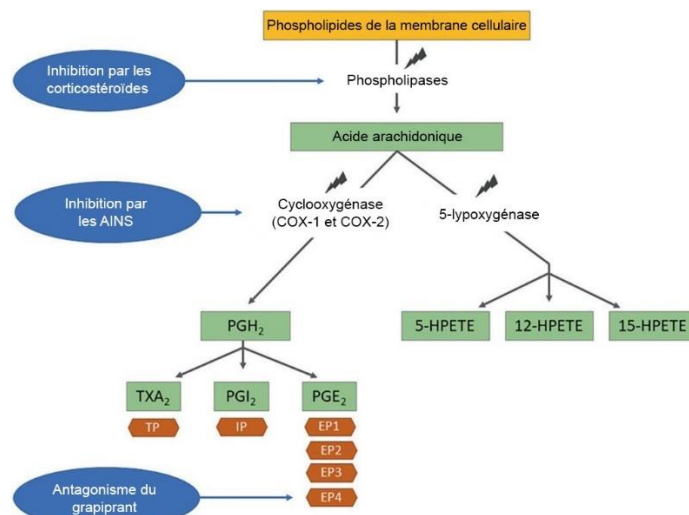 Phospholipides de la membrane cellulaire
Inhibition par les
corticostéroïdes
Phospholipases
Acide arachidonique
Inhibition par
les AINS
Cyclooxygénase
(COX-1 et COX-2)
5-lypoxygénase
PGH₂
5-HPETE
12-HPETE
15-HPETE
TXA₂
PGI₂
PGE₂
TP
IP
EP1
EP2
EP3
EP4
Antagonisme du
grapiprant